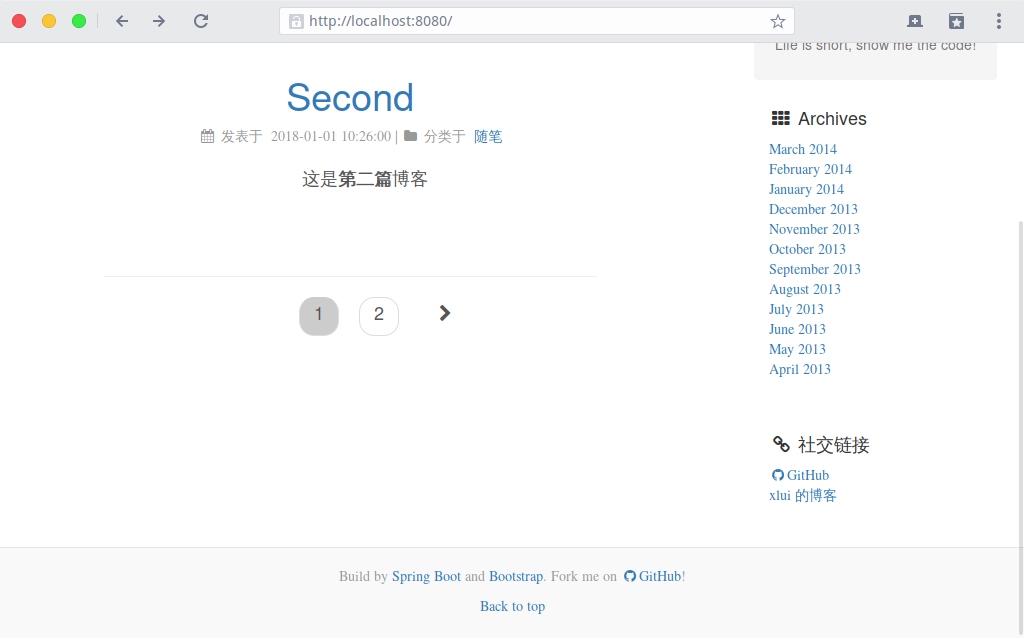 http://localhost:8080/
Life is short, show me the code!
Second
发表于 2018-01-01 10:26:00 | 分类于 随笔
这是第二篇博客
1 2
Archives
March 2014
February 2014
January 2014
December 2013
November 2013
October 2013
September 2013
August 2013
July 2013
June 2013
May 2013
April 2013
社交链接
GitHub
xlui 的博客
Build by Spring Boot and Bootstrap. Fork me on GitHub!
Back to top